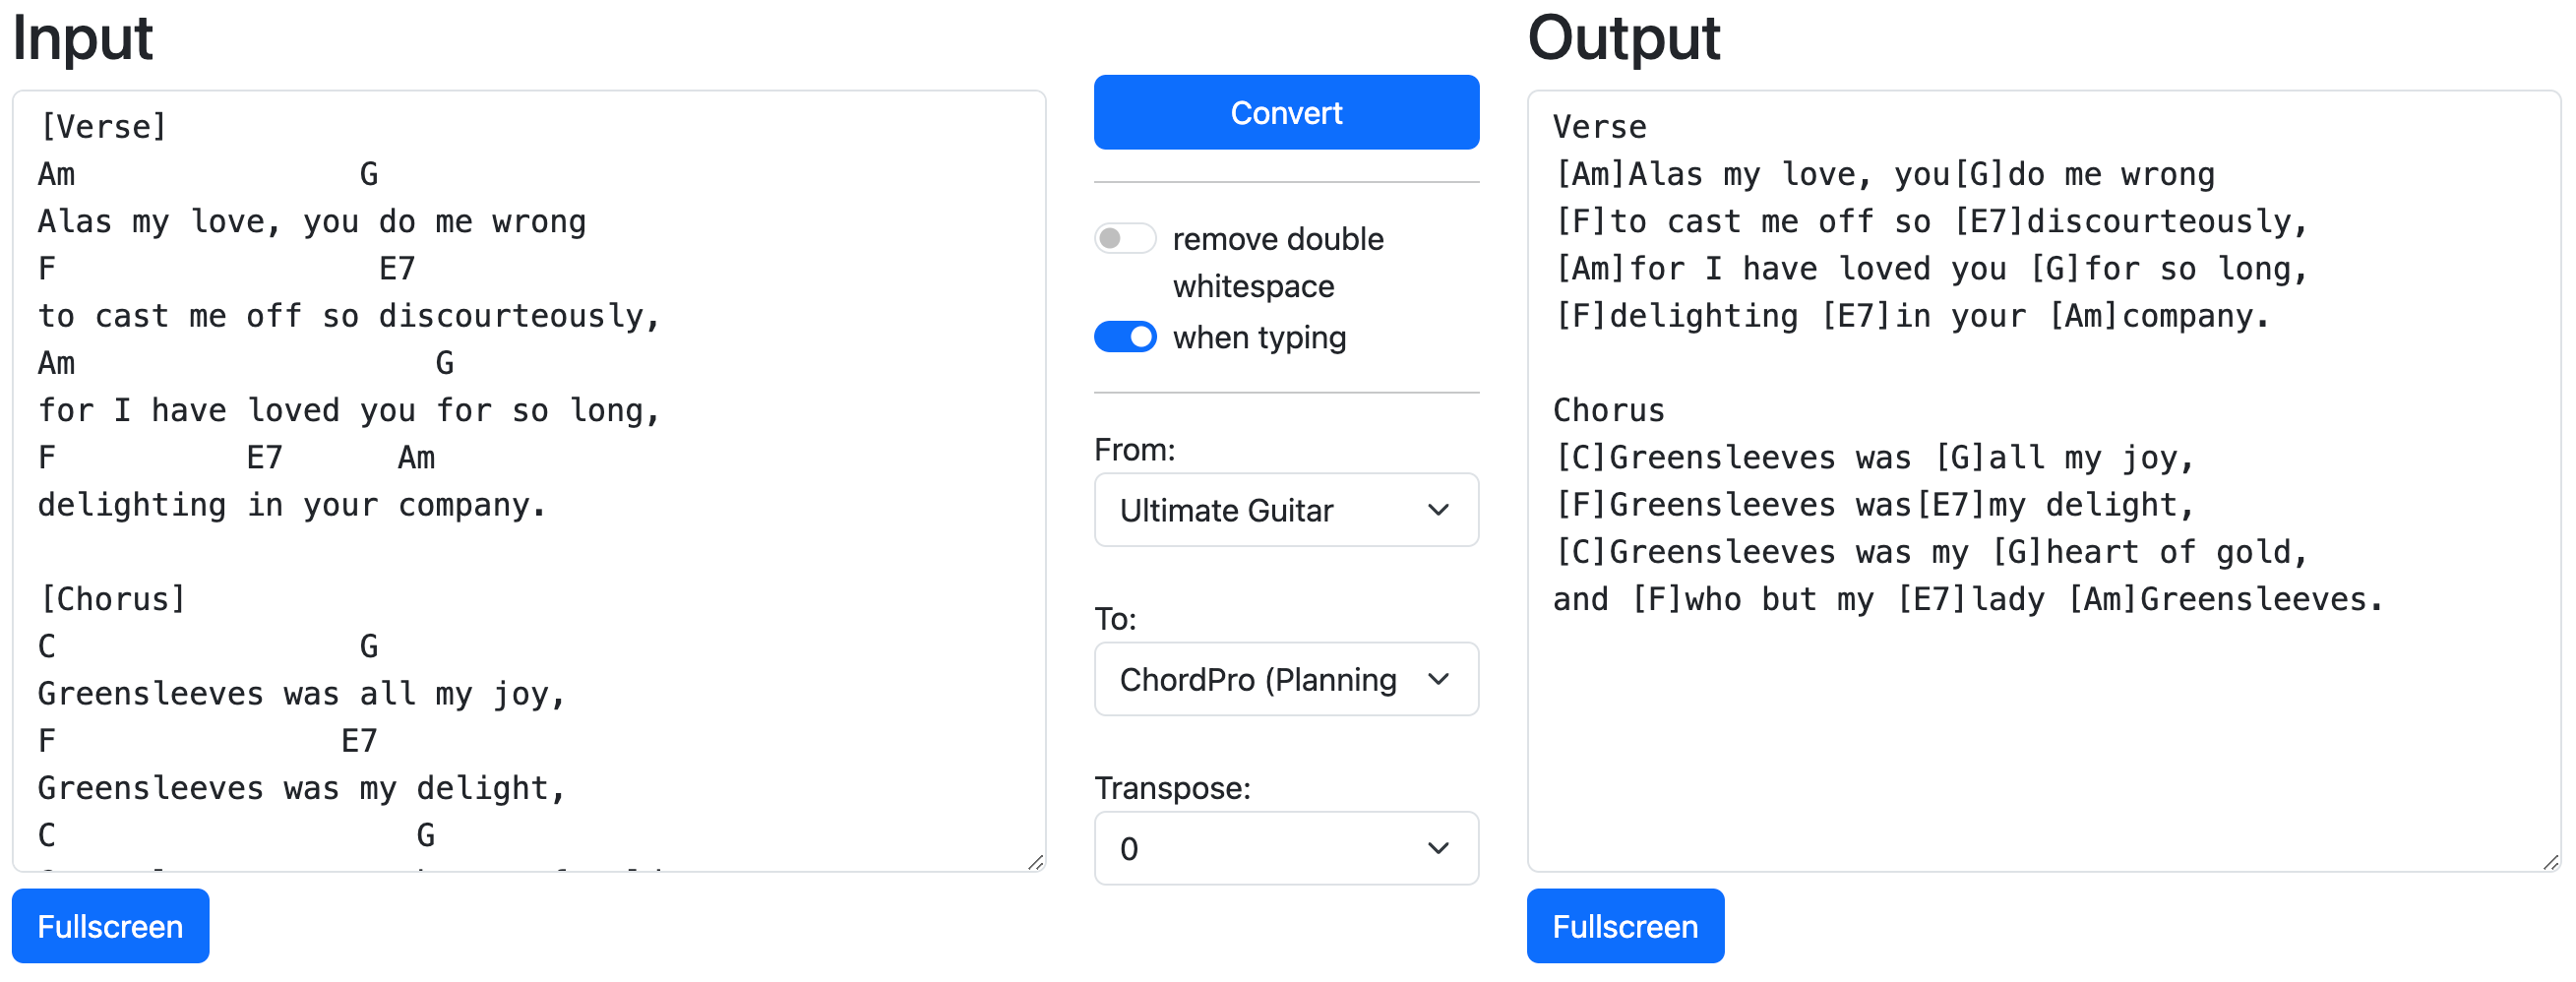 Input
[Verse]
Am               G
Alas my love, you do me wrong
F                 E7
to cast me off so discourteously,
Am                   G
for I have loved you for so long,
F          E7      Am
delighting in your company.

[Chorus]
C                G
Greensleeves was all my joy,
F               E7
Greensleeves was my delight,
C                   G
Fullscreen
Convert
remove double
whitespace
when typing
From:
Ultimate Guitar
To:
ChordPro (Planning
Transpose:
0
Output
Verse
[Am]Alas my love, you[G]do me wrong
[F]to cast me off so [E7]discourteously,
[Am]for I have loved you [G]for so long,
[F]delighting [E7]in your [Am]company.

Chorus
[C]Greensleeves was [G]all my joy,
[F]Greensleeves was[E7]my delight,
[C]Greensleeves was my [G]heart of gold,
and [F]who but my [E7]lady [Am]Greensleeves.
Fullscreen